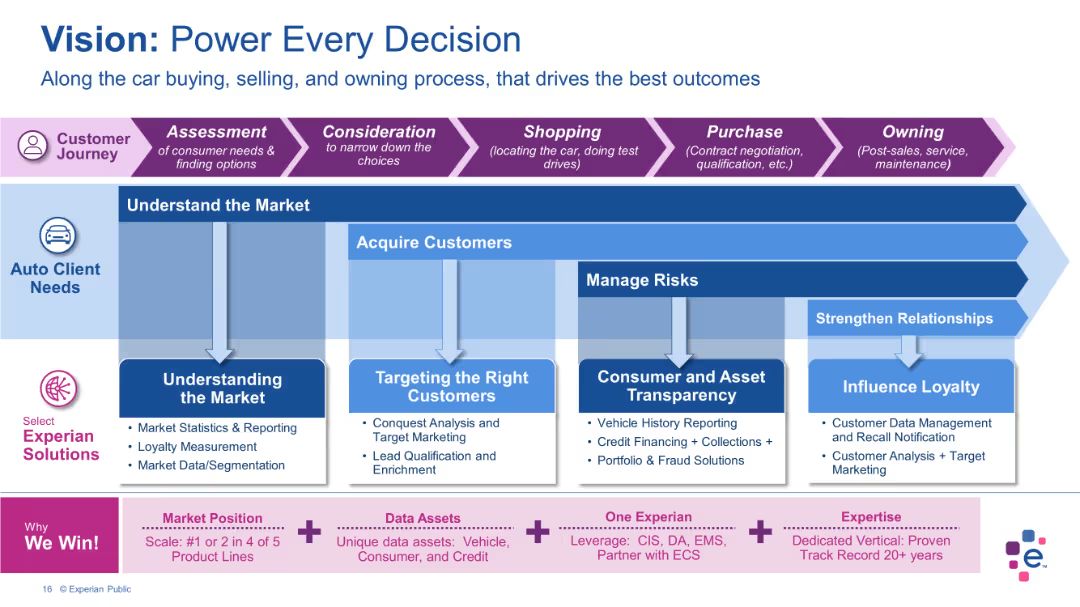 Vision: Power Every Decision
Along the car buying, selling, and owning process, that drives the best outcomes
Customer
Journey
Assessment
of consumer needs &
finding options
Consideration
to narrow down the
choices
Shopping
(locating the car, doing test
drives)
Purchase
(Contract negotiation,
qualification, etc.)
Owning
(Post-sales, service,
maintenance)
Auto Client
Needs
Understand the Market
Acquire Customers
Manage Risks
Strengthen Relationships
Select
Experian
Solutions
Understanding
the Market
• Market Statistics & Reporting
• Loyalty Measurement
• Market Data/Segmentation
Targeting the Right
Customers
• Conquest Analysis and
Target Marketing
• Lead Qualification and
Enrichment
Consumer and Asset
Transparency
• Vehicle History Reporting
• Credit Financing + Collections +
• Portfolio & Fraud Solutions
Influence Loyalty
• Customer Data Management
and Recall Notification
• Customer Analysis + Target
Marketing
Why
We Win!
Market Position
Scale: #1 or 2 in 4 of 5
Product Lines
+
Data Assets
Unique data assets: Vehicle,
Consumer, and Credit
+
One Experian
Leverage: CIS, DA, EMS,
Partner with ECS
+
Expertise
Dedicated Vertical: Proven
Track Record 20+ years
e™
16 © Experian Public